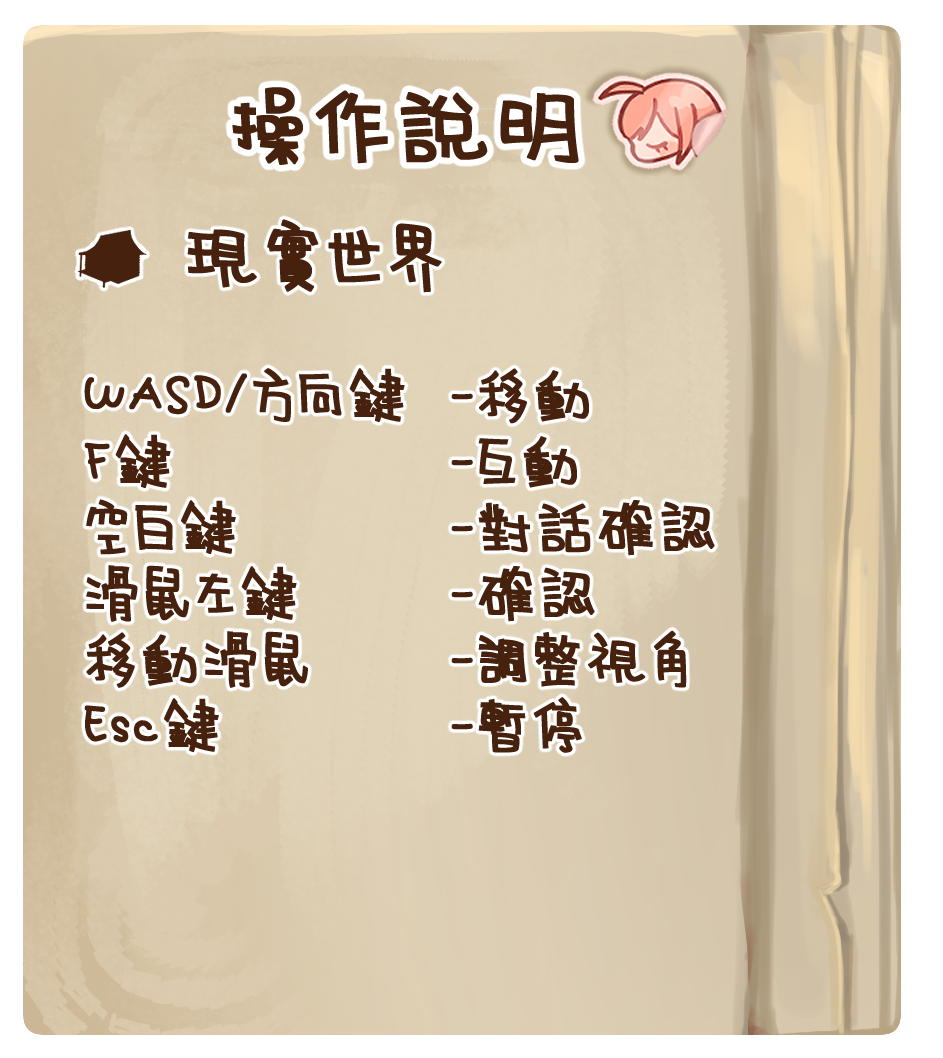 操作說明
現實世界
WASD/方向鍵 -移動
F鍵 -互動
空白鍵 -對話確認
滑鼠左鍵 -確認
移動滑鼠 -調整視角
Esc鍵 -暫停